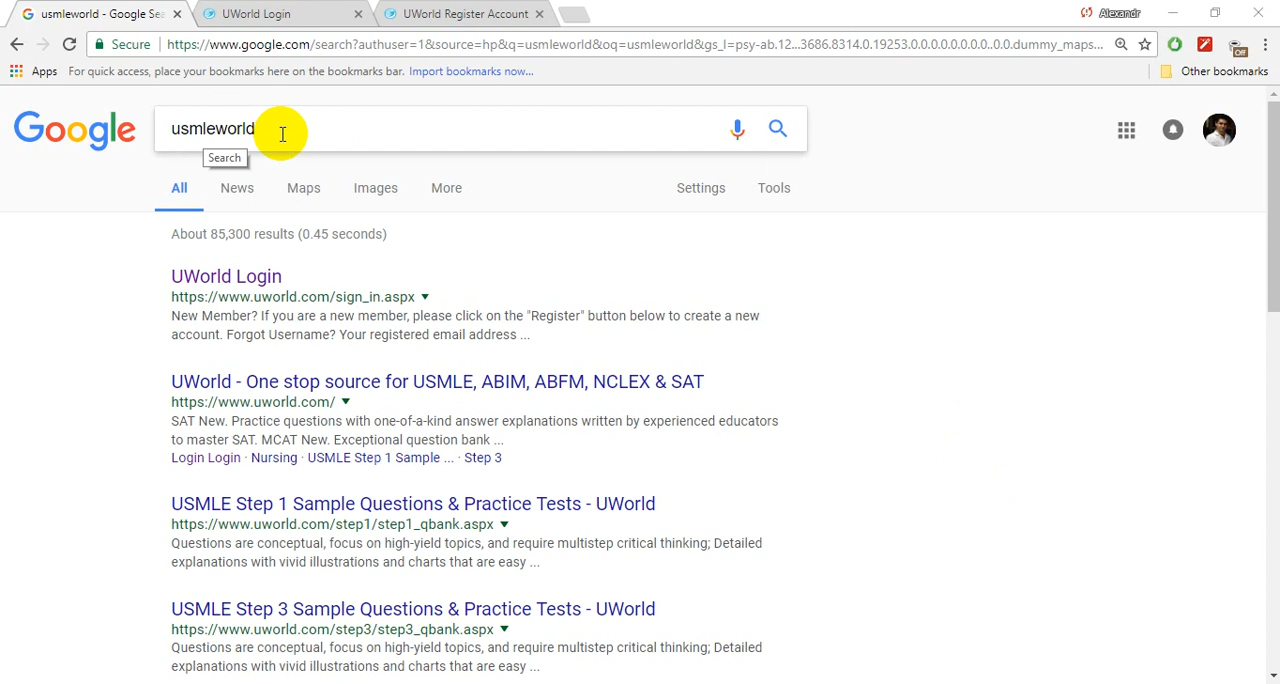 usmleworld - Google Sea
UWorld Login
UWorld Register Account
Alexandr
Secure
https://www.google.com/search?authuser=1&source=hp&q=usmleworld&oq=usmleworld&gs_l=psy-ab.12...3686.8314.0.19253.0.0.0.0.0.0.0.0..0.0.dummy_maps...
Off
Apps
For quick access, place your bookmarks here on the bookmarks bar. Import bookmarks now...
Other bookmarks
Google
usmleworld
Search
All
News
Maps
Images
More
Settings
Tools
About 85,300 results (0.45 seconds)
UWorld Login
https://www.uworld.com/sign_in.aspx
New Member? If you are a new member, please click on the "Register" button below to create a new
account. Forgot Username? Your registered email address ...
UWorld - One stop source for USMLE, ABIM, ABFM, NCLEX & SAT
https://www.uworld.com/
SAT New. Practice questions with one-of-a-kind answer explanations written by experienced educators
to master SAT. MCAT New. Exceptional question bank ...
Login Login · Nursing · USMLE Step 1 Sample ... · Step 3
USMLE Step 1 Sample Questions & Practice Tests - UWorld
https://www.uworld.com/step1/step1_qbank.aspx
Questions are conceptual, focus on high-yield topics, and require multistep critical thinking; Detailed
explanations with vivid illustrations and charts that are easy ...
USMLE Step 3 Sample Questions & Practice Tests - UWorld
https://www.uworld.com/step3/step3_qbank.aspx
Questions are conceptual, focus on high-yield topics, and require multistep critical thinking; Detailed
explanations with vivid illustrations and charts that are easy ...